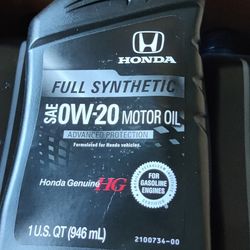 HONDA
FULL SYNTHETIC
SAE 0W-20 MOTOR OIL
ADVANCED PROTECTION
Formulated for Honda vehicles.
Honda Genuine HG
FOR
GASOLINE
ENGINES
1 U.S. QT (946 mL)
2100734-00